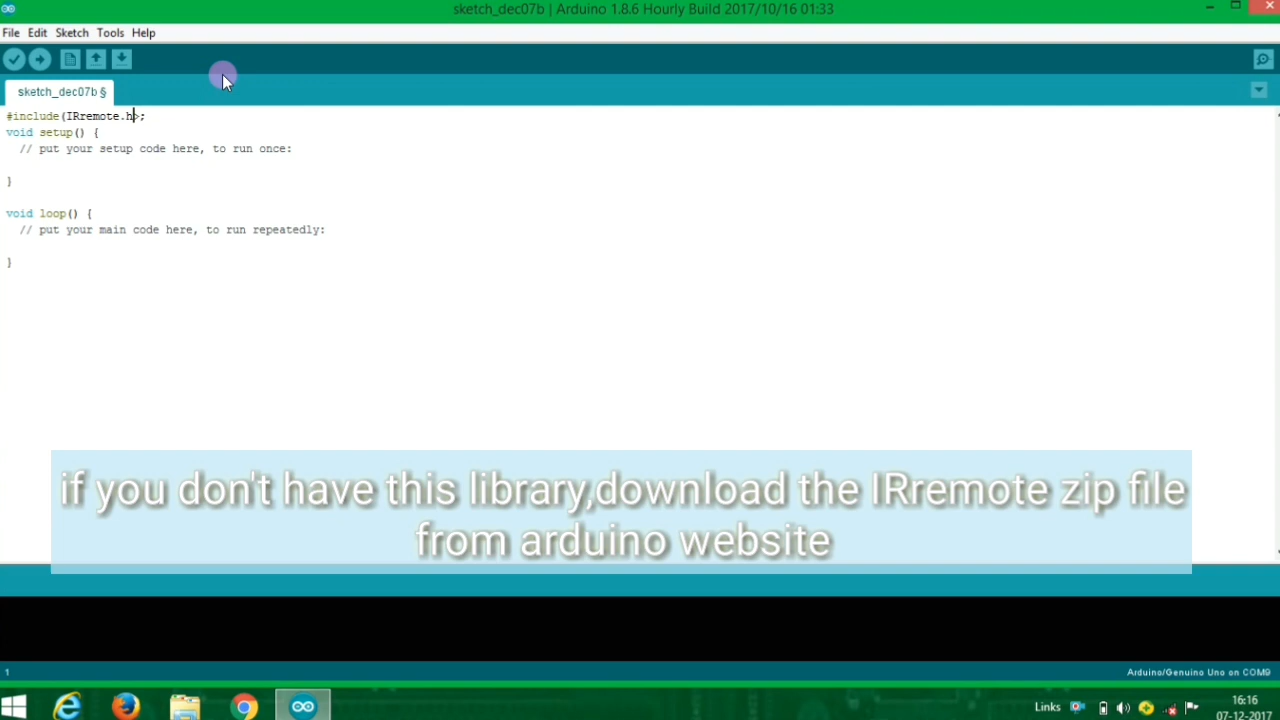 sketch_dec07b | Arduino 1.8.6 Hourly Build 2017/10/16 01:33
File Edit Sketch Tools Help
sketch_dec07b §
#include(IRremote.h>;
void setup() {
// put your setup code here, to run once:
}
void loop() {
// put your main code here, to run repeatedly:
}
if you don't have this library,download the IRremote zip file
from arduino website
1
Arduino/Genuino Uno on COM9
Links
16:16
07-12-2017